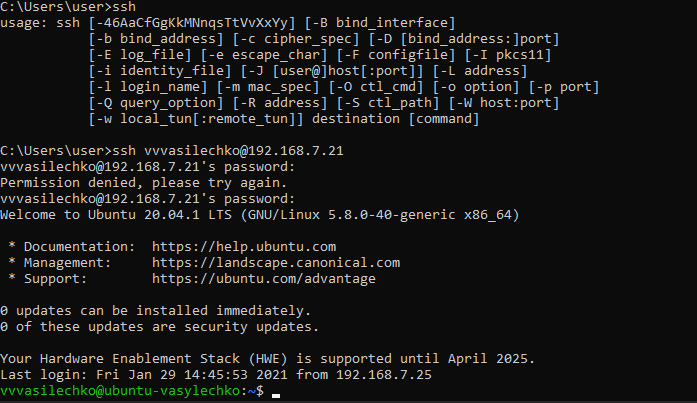 C:\Users\user>ssh
usage: ssh [-46AaCfGgKkMNnqsTtVvXxYy] [-B bind_interface]
           [-b bind_address] [-c cipher_spec] [-D [bind_address:]port]
           [-E log_file] [-e escape_char] [-F configfile] [-I pkcs11]
           [-i identity_file] [-J [user@]host[:port]] [-L address]
           [-l login_name] [-m mac_spec] [-O ctl_cmd] [-o option] [-p port]
           [-Q query_option] [-R address] [-S ctl_path] [-W host:port]
           [-w local_tun[:remote_tun]] destination [command]
C:\Users\user>ssh vvvasilechko@192.168.7.21
vvvasilechko@192.168.7.21's password:
Permission denied, please try again.
vvvasilechko@192.168.7.21's password:
Welcome to Ubuntu 20.04.1 LTS (GNU/Linux 5.8.0-40-generic x86_64)
 * Documentation:  https://help.ubuntu.com
 * Management:     https://landscape.canonical.com
 * Support:        https://ubuntu.com/advantage
0 updates can be installed immediately.
0 of these updates are security updates.
Your Hardware Enablement Stack (HWE) is supported until April 2025.
Last login: Fri Jan 29 14:45:53 2021 from 192.168.7.25
vvvasilechko@ubuntu-vasylechko:~$